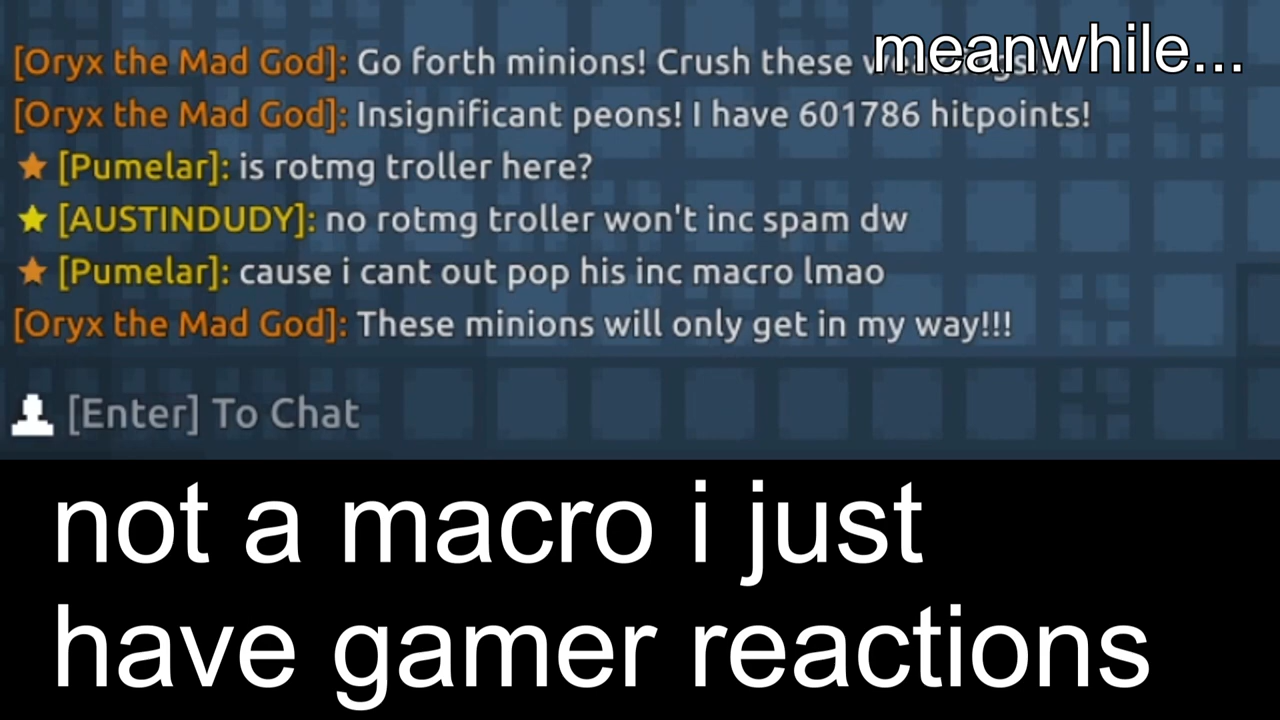 meanwhile...
[Oryx the Mad God]: Go forth minions! Crush these
[Oryx the Mad God]: Insignificant peons! I have 601786 hitpoints!
[Pumelar]: is rotmg troller here?
[AUSTINDUDY]: no rotmg troller won't inc spam dw
[Pumelar]: cause i cant out pop his inc macro lmao
[Oryx the Mad God]: These minions will only get in my way!!!
[Enter] To Chat
not a macro i just
have gamer reactions